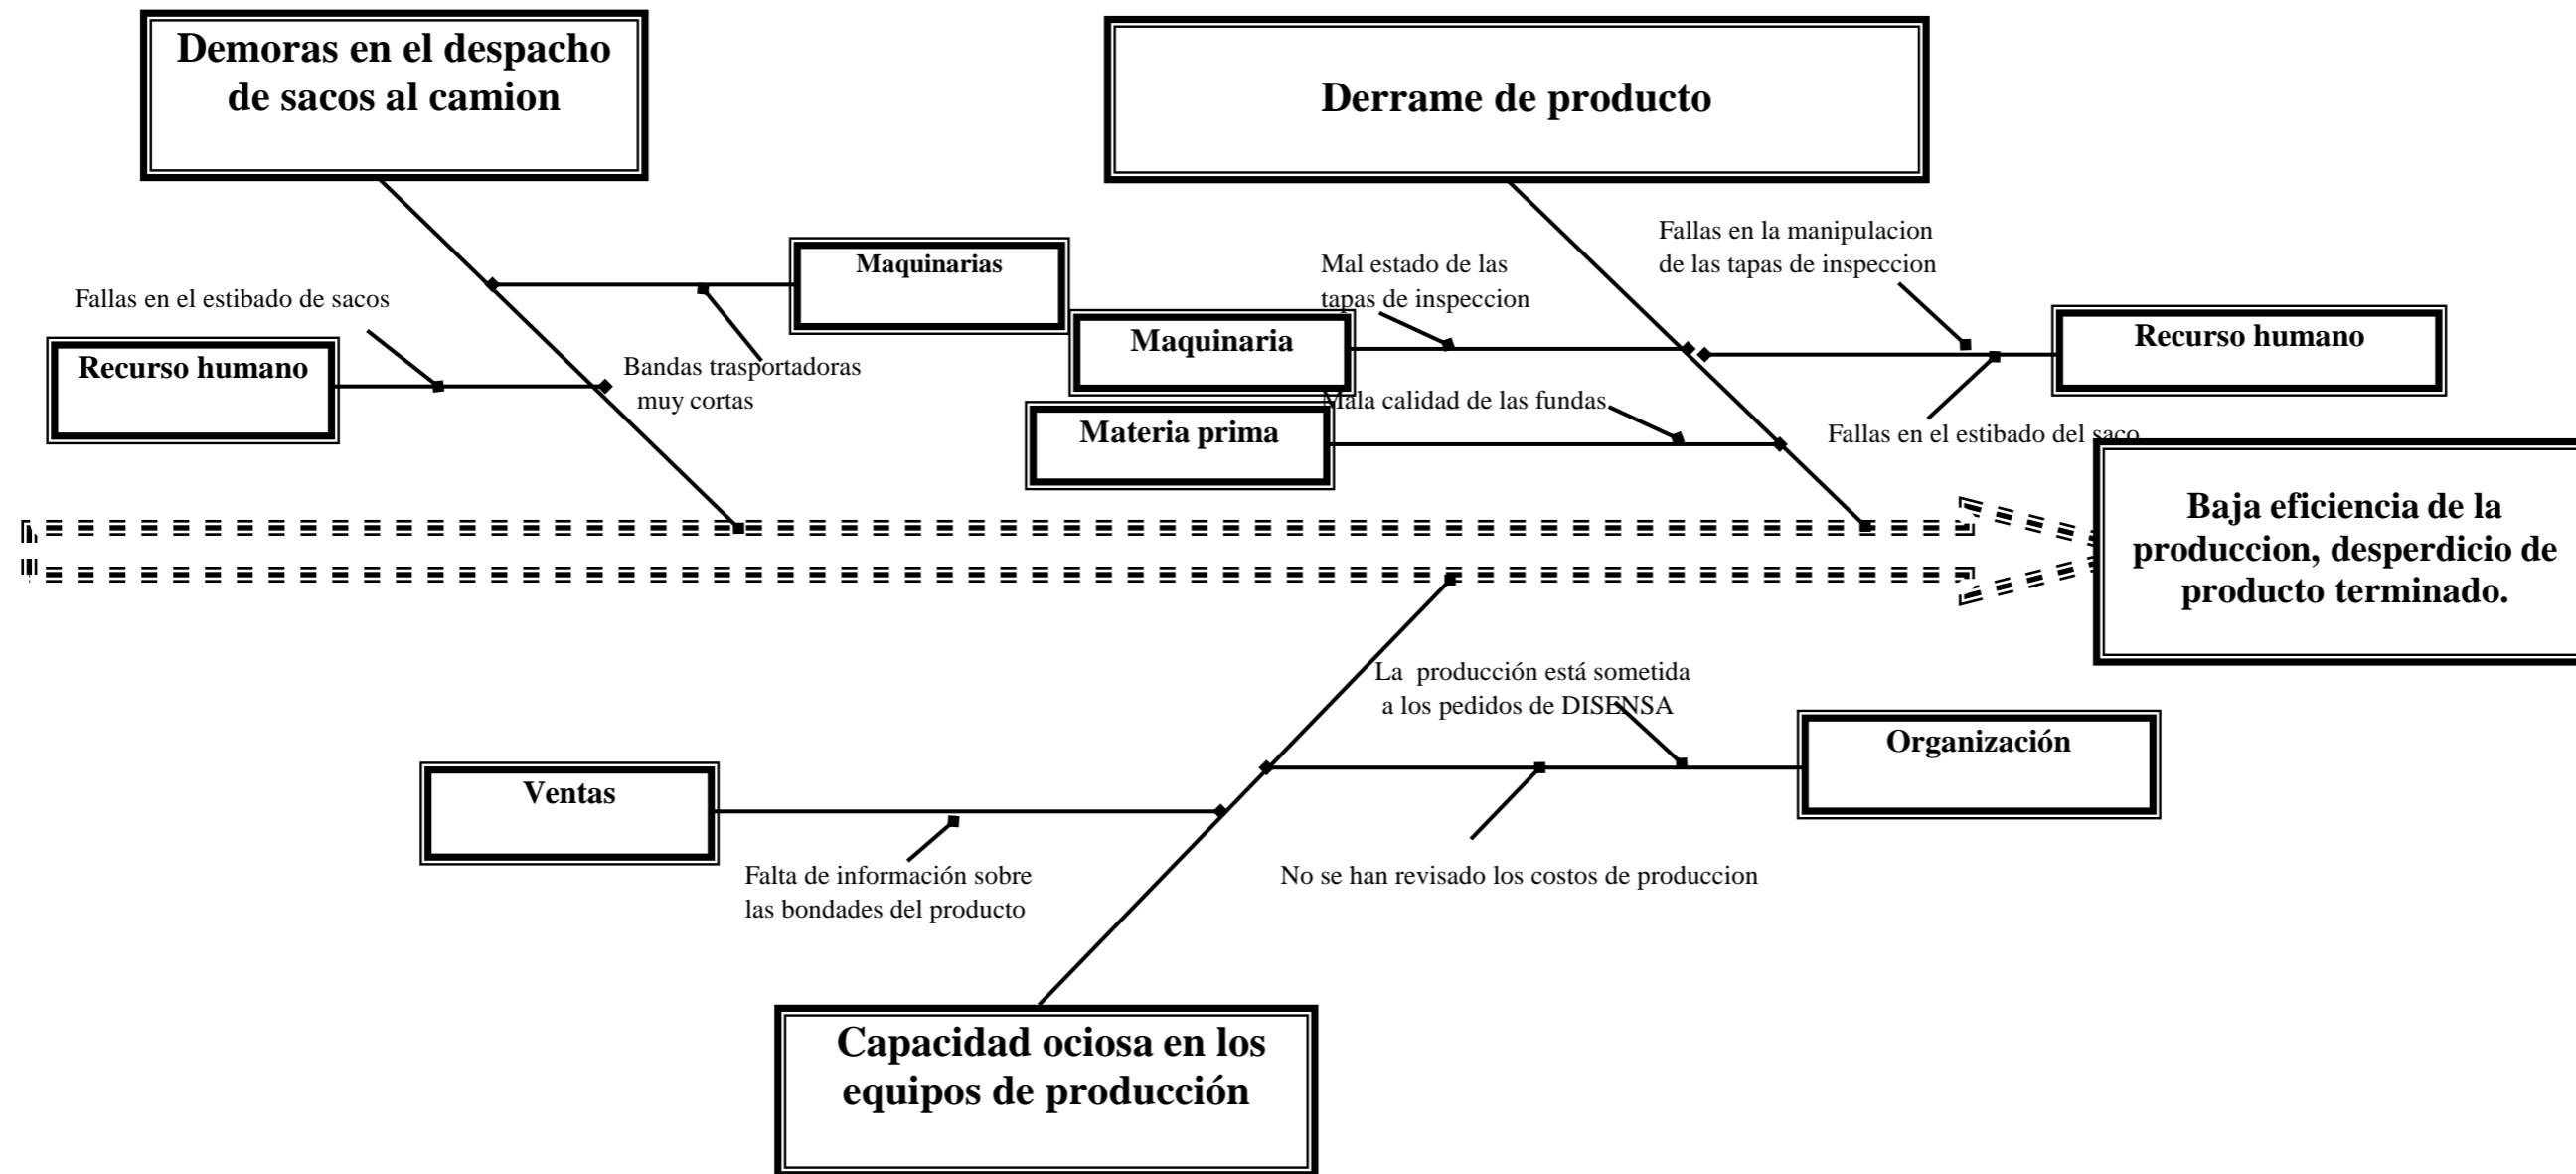 Demoras en el despacho
de sacos al camion
Derrame de producto
Fallas en la manipulacion
de las tapas de inspeccion
Mal estado de las
tapas de inspeccion
Maquinarias
Fallas en el estibado de sacos
Recurso humano
Bandas trasportadoras
muy cortas
Maquinaria
Recurso humano
Mala calidad de las fundas
Materia prima
Fallas en el estibado del saco
Baja eficiencia de la
produccion, desperdicio de
producto terminado.
La  producción está sometida
a los pedidos de DISENSA
Organización
Ventas
Falta de información sobre
las bondades del producto
No se han revisado los costos de produccion
Capacidad ociosa en los
equipos de producción